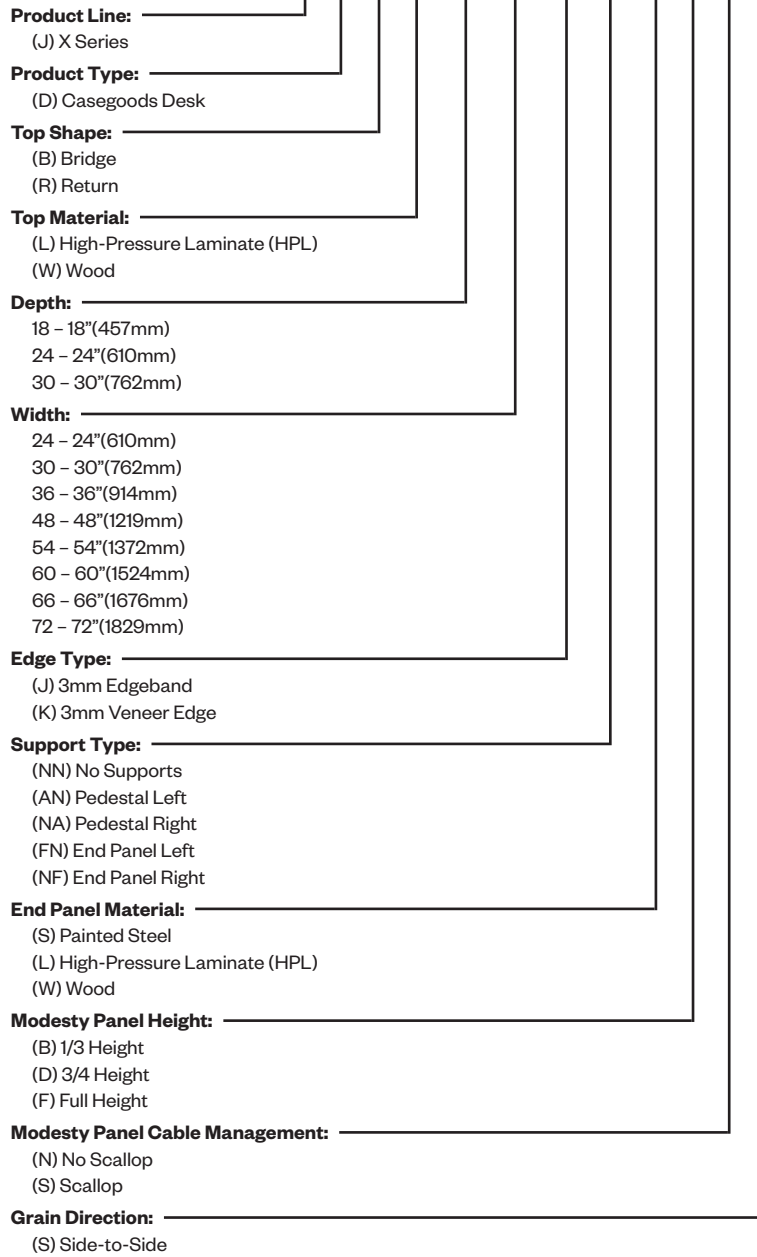 Product Line:
(J) X Series
Product Type:
(D) Casegoods Desk
Top Shape:
(B) Bridge
(R) Return
Top Material:
(L) High-Pressure Laminate (HPL)
(W) Wood
Depth:
18 – 18”(457mm)
24 – 24”(610mm)
30 – 30”(762mm)
Width:
24 – 24”(610mm)
30 – 30”(762mm)
36 – 36”(914mm)
48 – 48”(1219mm)
54 – 54”(1372mm)
60 – 60”(1524mm)
66 – 66”(1676mm)
72 – 72”(1829mm)
Edge Type:
(J) 3mm Edgeband
(K) 3mm Veneer Edge
Support Type:
(NN) No Supports
(AN) Pedestal Left
(NA) Pedestal Right
(FN) End Panel Left
(NF) End Panel Right
End Panel Material:
(S) Painted Steel
(L) High-Pressure Laminate (HPL)
(W) Wood
Modesty Panel Height:
(B) 1/3 Height
(D) 3/4 Height
(F) Full Height
Modesty Panel Cable Management:
(N) No Scallop
(S) Scallop
Grain Direction:
(S) Side-to-Side